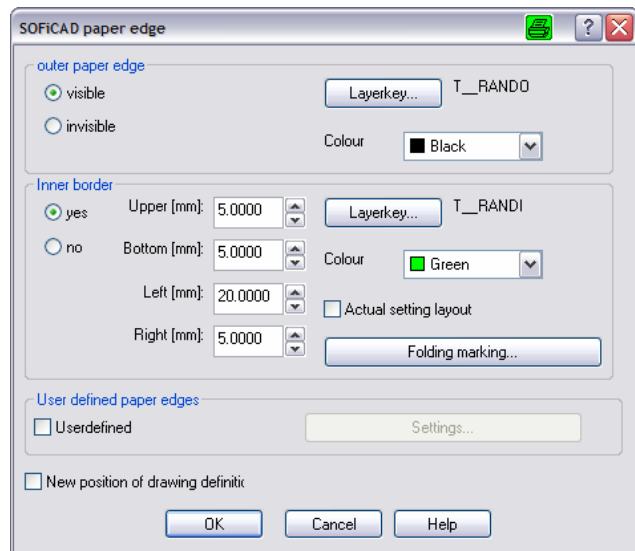 SOFiCAD paper edge
outer paper edge
visible
Layerkey... T__RANDO
invisible
Colour Black
Inner border
yes Upper [mm]: 5.0000 Layerkey... T__RANDI
no Bottom [mm]: 5.0000 Colour Green
Left [mm]: 20.0000 Actual setting layout
Right [mm]: 5.0000 Folding marking...
User defined paper edges
Userdefined Settings...
New position of drawing definitic
OK Cancel Help